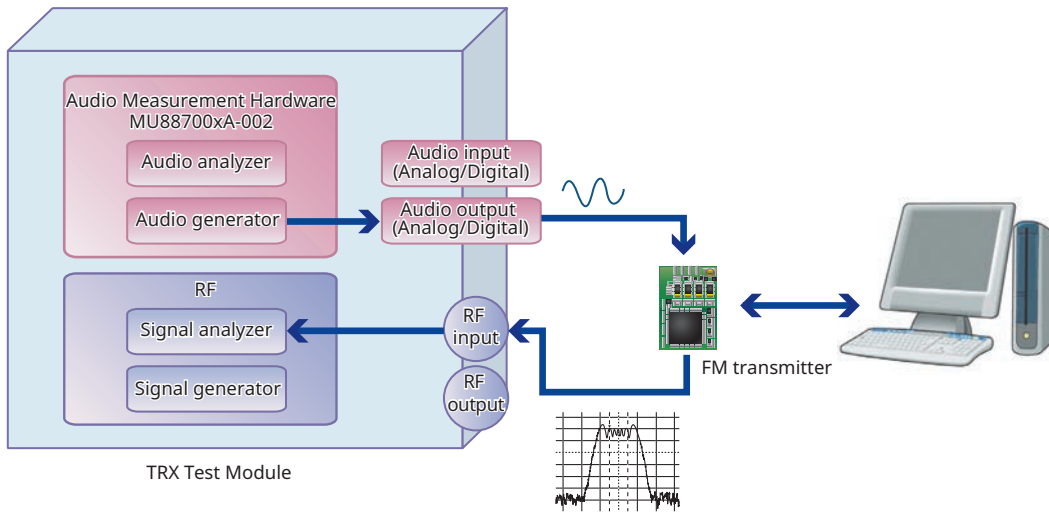 Audio Measurement Hardware
MU88700xA-002
Audio analyzer
Audio generator
Audio input
(Analog/Digital)
Audio output
(Analog/Digital)
RF
Signal analyzer
Signal generator
RF
input
RF
output
FM transmitter
TRX Test Module